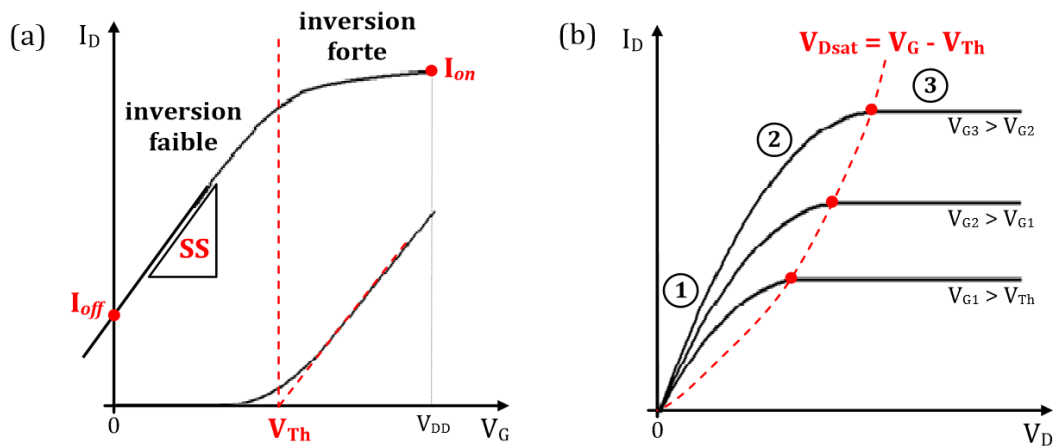 (a)
I_D
inversion
forte
I_on
inversion
faible
SS
I_off
0
V_Th
V_DD
V_G
(b)
I_D
V_Dsat = V_G - V_Th
3
V_G3 > V_G2
2
V_G2 > V_G1
1
V_G1 > V_Th
0
V_D